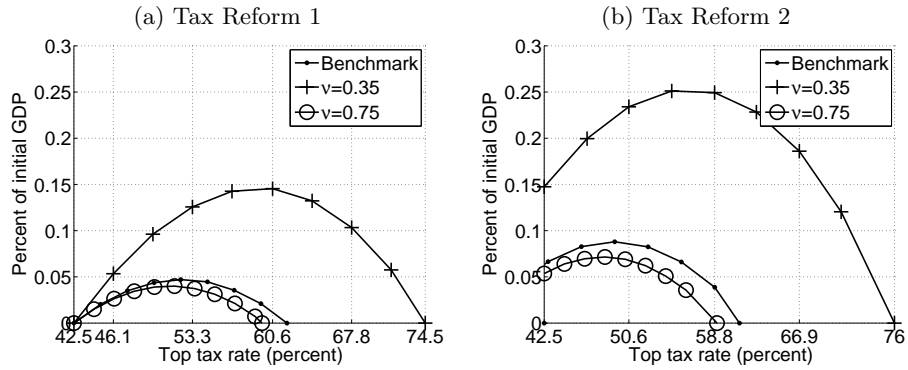 (a) Tax Reform 1
Percent of initial GDP
0.3
0.25
0.2
0.15
0.1
0.05
0
Benchmark
ν=0.35
ν=0.75
42.5 46.1 53.3 60.6 67.8 74.5
Top tax rate (percent)
(b) Tax Reform 2
Percent of initial GDP
0.3
0.25
0.2
0.15
0.1
0.05
0
Benchmark
ν=0.35
ν=0.75
42.5 50.6 58.8 66.9 76
Top tax rate (percent)